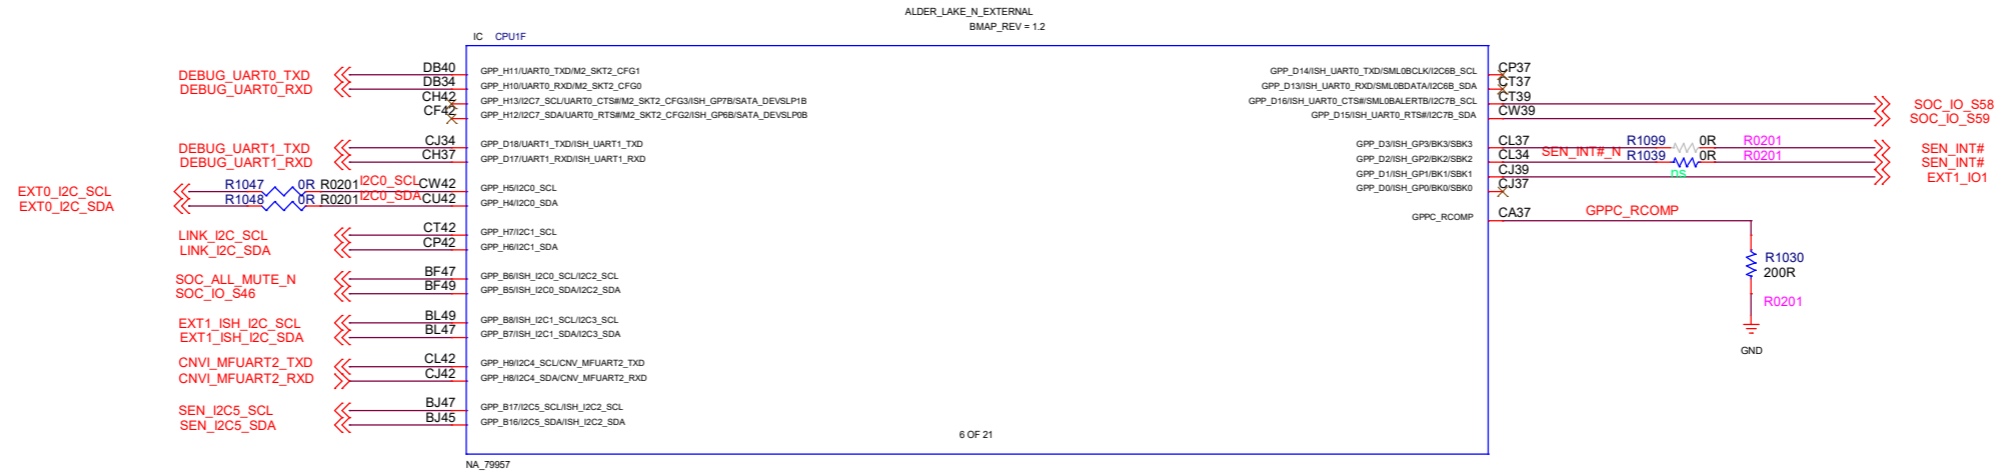 ALDER_LAKE_N_EXTERNAL
BMAP_REV = 1.2
IC CPU1F
DEBUG_UART0_TXD DB40 GPP_H11/UART0_TXD/M2_SKT2_CFG1
DEBUG_UART0_RXD DB34 GPP_H10/UART0_RXD/M2_SKT2_CFG0
CH42 GPP_H13/I2C7_SCL/UART0_CTS#/M2_SKT2_CFG3/ISH_GP7B/SATA_DEVSLP1B
CF42 GPP_H12/I2C7_SDA/UART0_RTS#/M2_SKT2_CFG2/ISH_GP6B/SATA_DEVSLP0B
DEBUG_UART1_TXD CJ34 GPP_D18/UART1_TXD/ISH_UART1_TXD
DEBUG_UART1_RXD CH37 GPP_D17/UART1_RXD/ISH_UART1_RXD
EXT0_I2C_SCL R1047 0R R0201 I2C0_SCL CW42 GPP_H5/I2C0_SCL
EXT0_I2C_SDA R1048 0R R0201 I2C0_SDA CU42 GPP_H4/I2C0_SDA
LINK_I2C_SCL CT42 GPP_H7/I2C1_SCL
LINK_I2C_SDA CP42 GPP_H6/I2C1_SDA
SOC_ALL_MUTE_N BF47 GPP_B6/ISH_I2C0_SCL/I2C2_SCL
SOC_IO_S46 BF49 GPP_B5/ISH_I2C0_SDA/I2C2_SDA
EXT1_ISH_I2C_SCL BL49 GPP_B8/ISH_I2C1_SCL/I2C3_SCL
EXT1_ISH_I2C_SDA BL47 GPP_B7/ISH_I2C1_SDA/I2C3_SDA
CNVI_MFUART2_TXD CL42 GPP_H9/I2C4_SCL/CNV_MFUART2_TXD
CNVI_MFUART2_RXD CJ42 GPP_H8/I2C4_SDA/CNV_MFUART2_RXD
SEN_I2C5_SCL BJ47 GPP_B17/I2C5_SCL/ISH_I2C2_SCL
SEN_I2C5_SDA BJ45 GPP_B16/I2C5_SDA/ISH_I2C2_SDA
GPP_D14/ISH_UART0_TXD/SML0BCLK/I2C6B_SCL CP37
GPP_D13/ISH_UART0_RXD/SML0BDATA/I2C6B_SDA CT37
GPP_D16/ISH_UART0_CTS#/SML0BALERTB/I2C7B_SCL CT39 SOC_IO_S58
GPP_D15/ISH_UART0_RTS#/I2C7B_SDA CW39 SOC_IO_S59
GPP_D3/ISH_GP3/BK3/SBK3 CL37 R1099 0R R0201 SEN_INT#
GPP_D2/ISH_GP2/BK2/SBK2 CL34 SEN_INT#_N R1039 0R R0201 SEN_INT#
GPP_D1/ISH_GP1/BK1/SBK1 CJ39 ns EXT1_IO1
GPP_D0/ISH_GP0/BK0/SBK0 CJ37
GPPC_RCOMP CA37 GPPC_RCOMP
R1030
200R
R0201
GND
6 OF 21
NA_79957